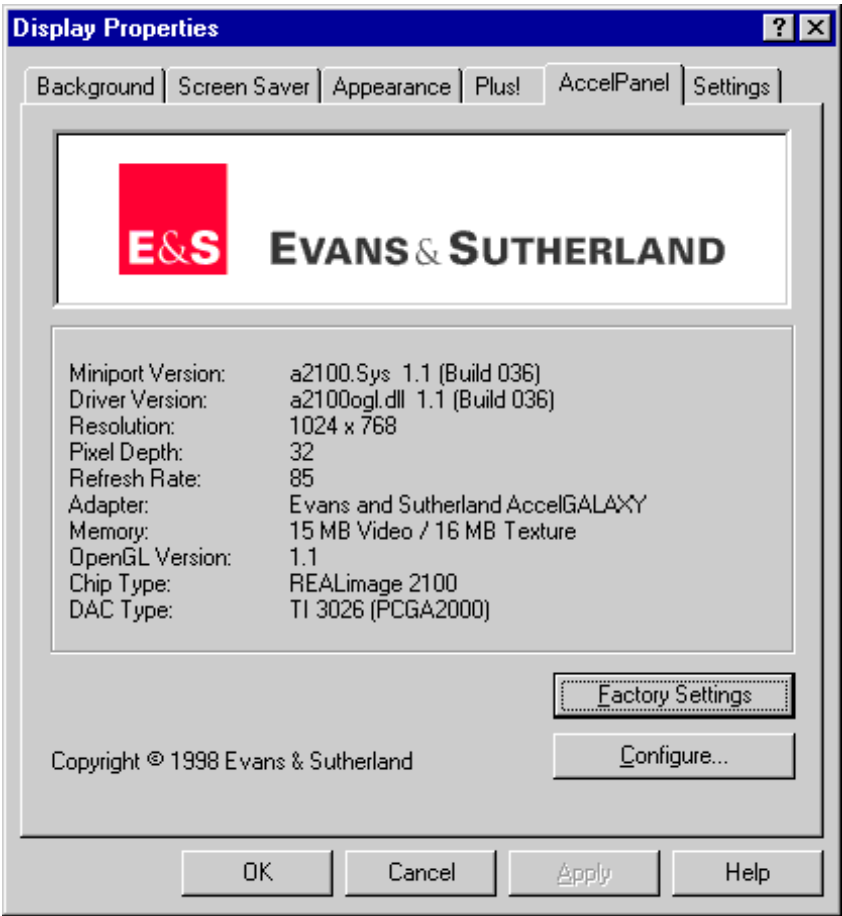 Display Properties ? ×
Background Screen Saver Appearance Plus! AccelPanel Settings
E&S EVANS & SUTHERLAND
Miniport Version: a2100.Sys 1.1 (Build 036)
Driver Version: a2100ogl.dll 1.1 (Build 036)
Resolution: 1024 x 768
Pixel Depth: 32
Refresh Rate: 85
Adapter: Evans and Sutherland AccelGALAXY
Memory: 15 MB Video / 16 MB Texture
OpenGL Version: 1.1
Chip Type: REALimage 2100
DAC Type: TI 3026 (PCGA2000)
Factory Settings
Copyright © 1998 Evans & Sutherland Configure...
OK Cancel Apply Help